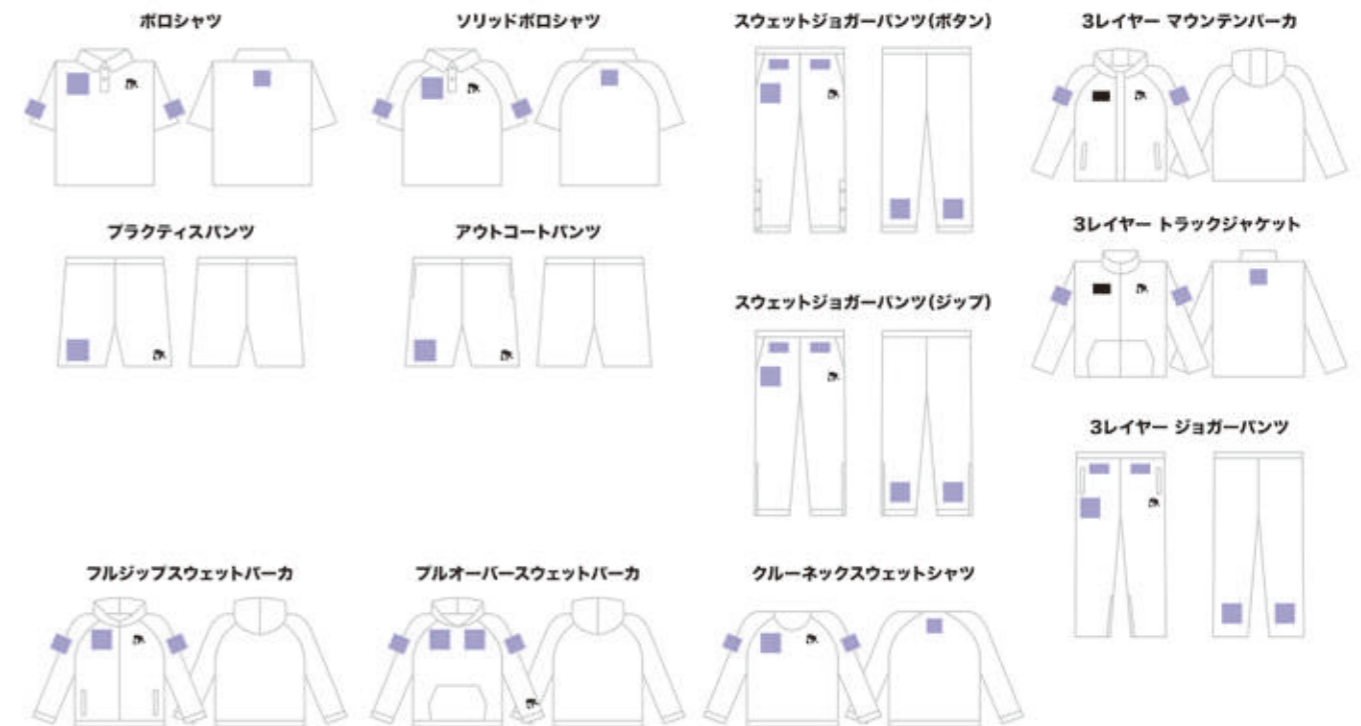 ポロシャツ
ソリッドポロシャツ
スウェットジョガーパンツ(ボタン)
3レイヤー マウンテンパーカ
プラクティスパンツ
アウトコートパンツ
3レイヤー トラックジャケット
スウェットジョガーパンツ(ジップ)
3レイヤー ジョガーパンツ
フルジップスウェットパーカ
プルオーバースウェットパーカ
クルーネックスウェットシャツ